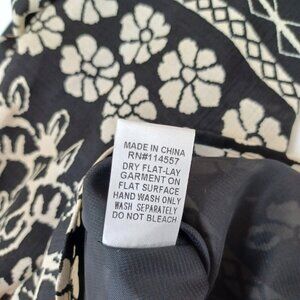 MADE IN CHINA
RN#114557
DRY FLAT-LAY
GARMENT ON
FLAT SURFACE
HAND WASH ONLY
WASH SEPARATELY
DO NOT BLEACH